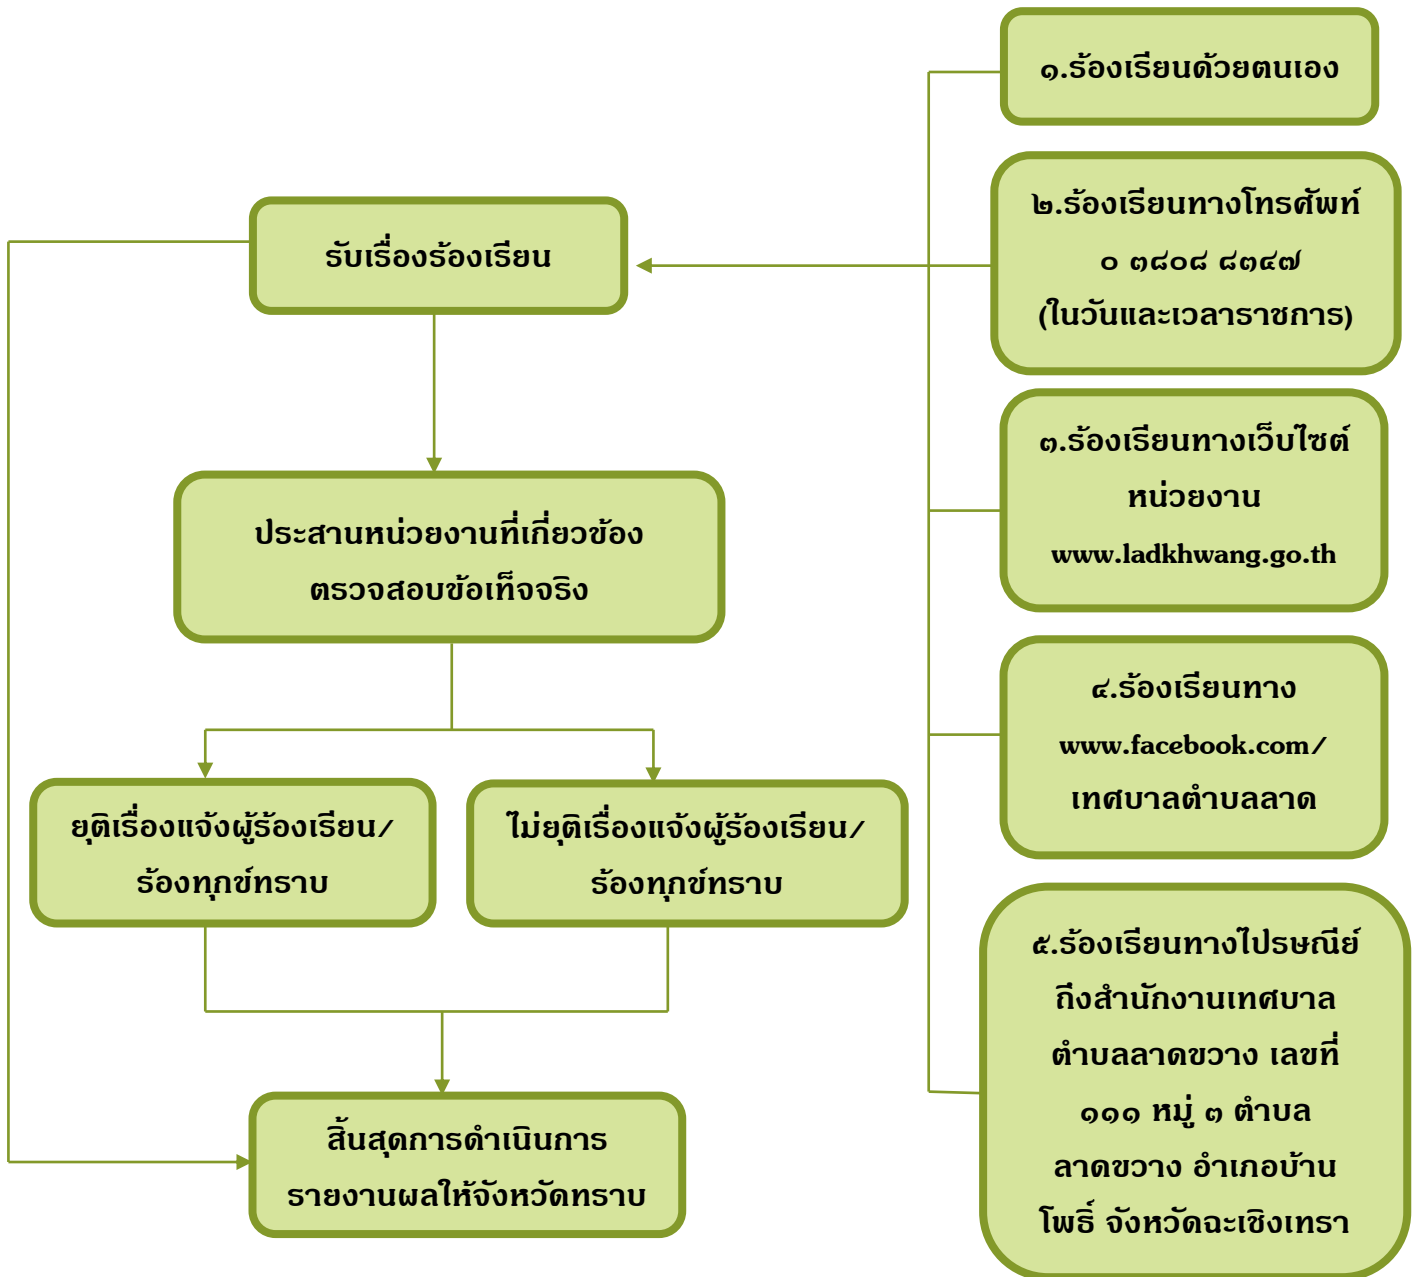 ๑.ร้องเรียนด้วยตนเอง
๒.ร้องเรียนทางโทรศัพท์
๐ ๓๘๐๘ ๘๓๔๗
(ในวันและเวลาราชการ)
รับเรื่องร้องเรียน
๓.ร้องเรียนทางเว็บไซต์
หน่วยงาน
www.ladkhwang.go.th
ประสานหน่วยงานที่เกี่ยวข้อง
ตรวจสอบข้อเท็จจริง
๔.ร้องเรียนทาง
www.facebook.com/
เทศบาลตำบลลาด
ยุติเรื่องแจ้งผู้ร้องเรียน/
ร้องทุกข์ทราบ
ไม่ยุติเรื่องแจ้งผู้ร้องเรียน/
ร้องทุกข์ทราบ
๕.ร้องเรียนทางไปรษณีย์
ถึงสำนักงานเทศบาล
ตำบลลาดขวาง เลขที่
๑๑๑ หมู่ ๓ ตำบล
ลาดขวาง อำเภอบ้าน
โพธิ์ จังหวัดฉะเชิงเทรา
สิ้นสุดการดำเนินการ
รายงานผลให้จังหวัดทราบ